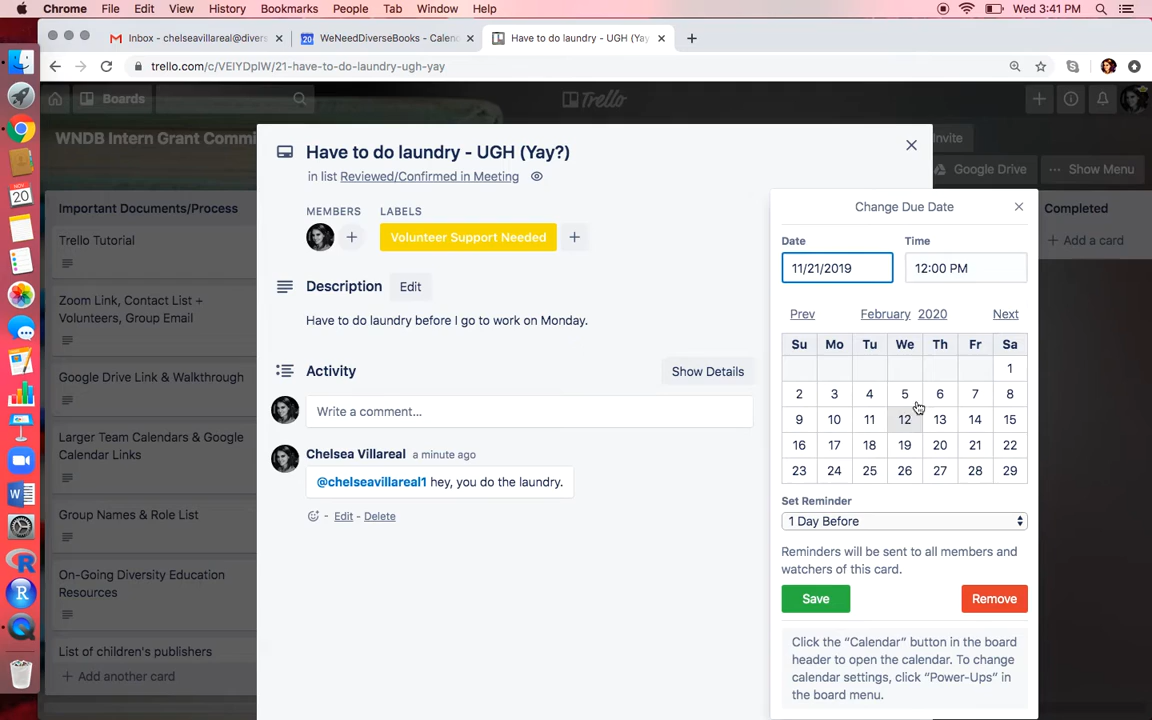 Chrome File Edit View History Bookmarks People Tab Window Help Wed 3:41 PM
Inbox - chelseavillareal@divers
WeNeedDiverseBooks - Calend
Have to do laundry - UGH (Yay?)
trello.com/c/VEIYDplW/21-have-to-do-laundry-ugh-yay
Boards
Trello
WNDB Intern Grant Commi
Invite
Google Drive
Show Menu
Important Documents/Process
Trello Tutorial
Zoom Link, Contact List +
Volunteers, Group Email
Google Drive Link & Walkthrough
Larger Team Calendars & Google
Calendar Links
Group Names & Role List
On-Going Diversity Education
Resources
List of children's publishers
+ Add another card
Have to do laundry - UGH (Yay?)
in list Reviewed/Confirmed in Meeting
MEMBERS LABELS
Volunteer Support Needed
Description Edit
Have to do laundry before I go to work on Monday.
Activity Show Details
Write a comment...
Chelsea Villareal a minute ago
@chelseavillareal1 hey, you do the laundry.
- Edit - Delete
Change Due Date
Date Time
11/21/2019 12:00 PM
Prev February 2020 Next
Su Mo Tu We Th Fr Sa
1
2 3 4 5 6 7 8
9 10 11 12 13 14 15
16 17 18 19 20 21 22
23 24 25 26 27 28 29
Set Reminder
1 Day Before
Reminders will be sent to all members and
watchers of this card.
Save Remove
Click the “Calendar” button in the board
header to open the calendar. To change
calendar settings, click “Power-Ups” in
the board menu.
Completed
+ Add a card
NOV
20